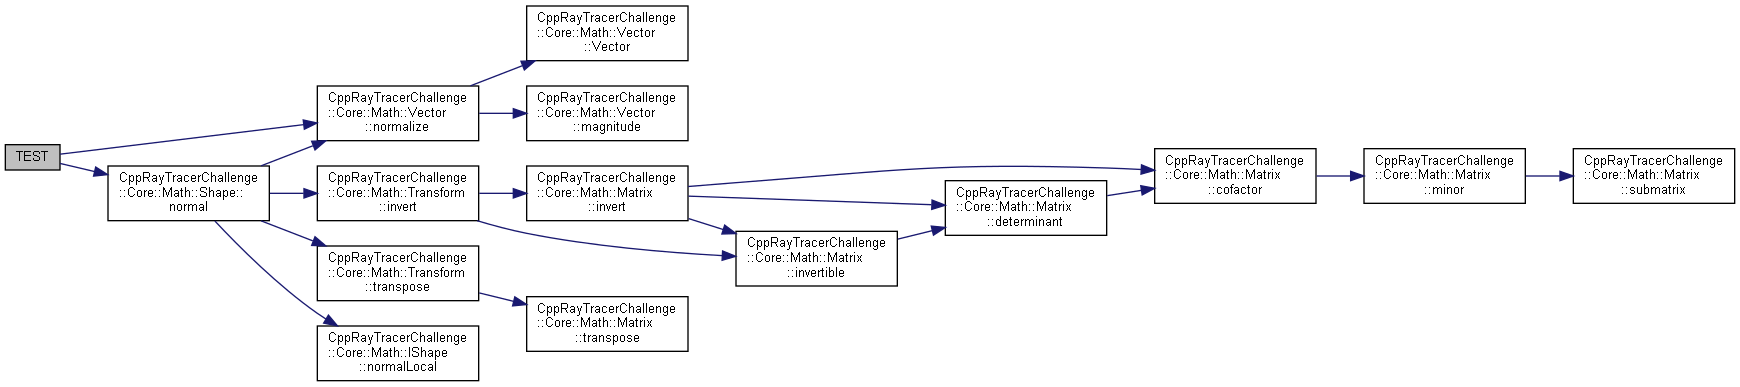 TEST
CppRayTracerChallenge
::Core::Math::Shape::
normal
CppRayTracerChallenge
::Core::Math::Vector
::normalize
CppRayTracerChallenge
::Core::Math::Transform
::invert
CppRayTracerChallenge
::Core::Math::Transform
::transpose
CppRayTracerChallenge
::Core::Math::IShape
::normalLocal
CppRayTracerChallenge
::Core::Math::Vector
::Vector
CppRayTracerChallenge
::Core::Math::Vector
::magnitude
CppRayTracerChallenge
::Core::Math::Matrix
::invert
CppRayTracerChallenge
::Core::Math::Matrix
::transpose
CppRayTracerChallenge
::Core::Math::Matrix
::invertible
CppRayTracerChallenge
::Core::Math::Matrix
::determinant
CppRayTracerChallenge
::Core::Math::Matrix
::cofactor
CppRayTracerChallenge
::Core::Math::Matrix
::minor
CppRayTracerChallenge
::Core::Math::Matrix
::submatrix